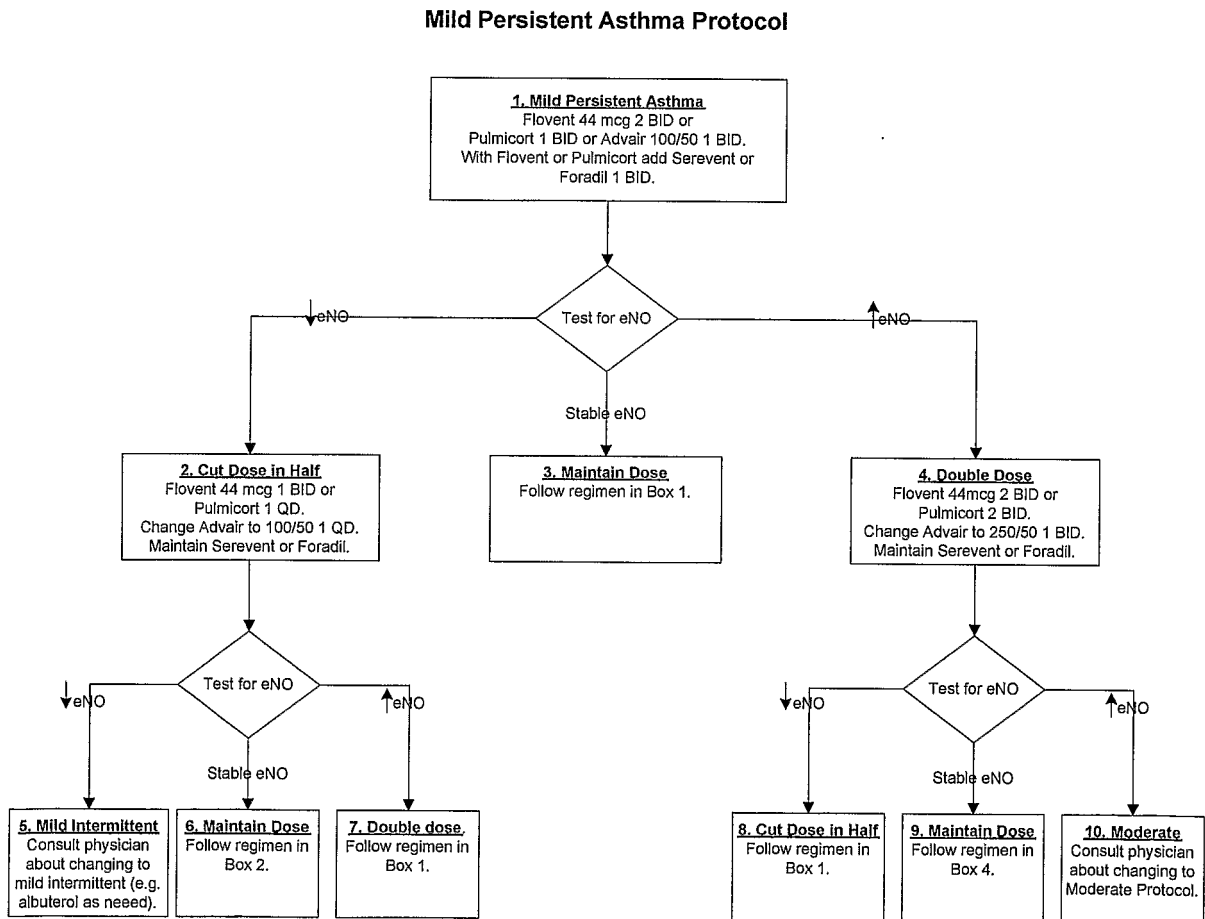 Mild Persistent Asthma Protocol
1. Mild Persistent Asthma
Flovent 44 mcg 2 BID or
Pulmicort 1 BID or Advair 100/50 1 BID.
With Flovent or Pulmicort add Serevent or
Foradil 1 BID.
Test for eNO
↓eNO
↑eNO
Stable eNO
2. Cut Dose in Half
Flovent 44 mcg 1 BID or
Pulmicort 1 QD.
Change Advair to 100/50 1 QD.
Maintain Serevent or Foradil.
3. Maintain Dose
Follow regimen in Box 1.
4. Double Dose
Flovent 44mcg 2 BID or
Pulmicort 2 BID.
Change Advair to 250/50 1 BID.
Maintain Serevent or Foradil.
Test for eNO
↓eNO
↑eNO
Stable eNO
Test for eNO
↓eNO
↑eNO
Stable eNO
5. Mild Intermittent
Consult physician
about changing to
mild intermittent (e.g.
albuterol as neeed).
6. Maintain Dose
Follow regimen in
Box 2.
7. Double dose.
Follow regimen in
Box 1.
8. Cut Dose in Half
Follow regimen in
Box 1.
9. Maintain Dose
Follow regimen in
Box 4.
10. Moderate
Consult physician
about changing to
Moderate Protocol.